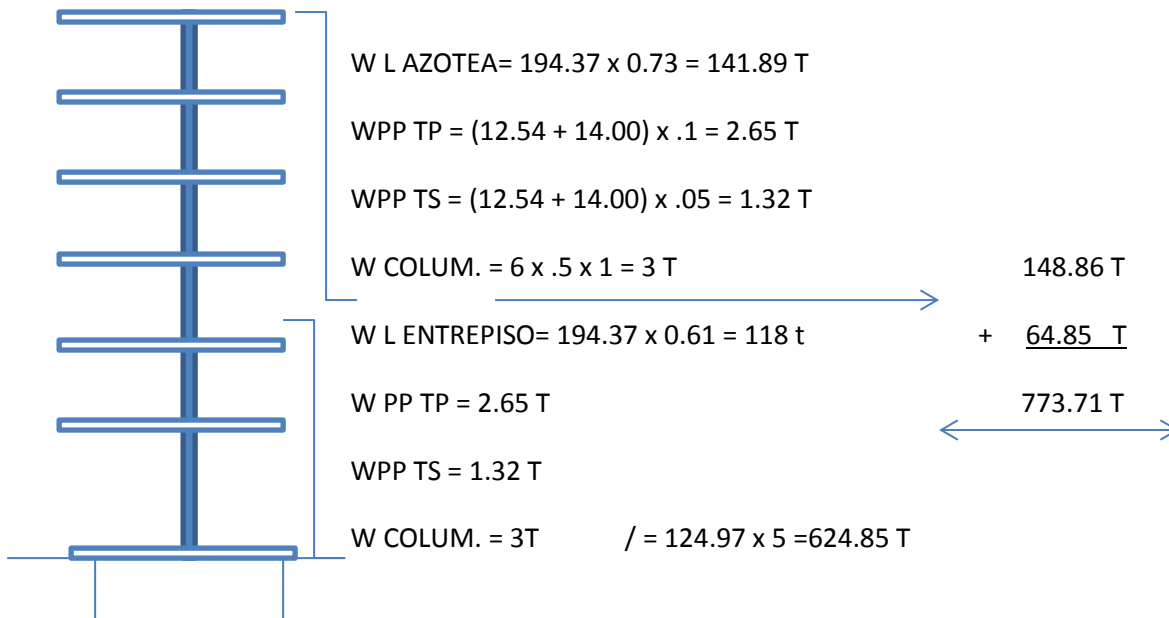 W L AZOTEA= 194.37 x 0.73 = 141.89 T
WPP TP = (12.54 + 14.00) x .1 = 2.65 T
WPP TS = (12.54 + 14.00) x .05 = 1.32 T
W COLUM. = 6 x .5 x 1 = 3 T 148.86 T
W L ENTREPISO= 194.37 x 0.61 = 118 t + 64.85 T
W PP TP = 2.65 T 773.71 T
WPP TS = 1.32 T
W COLUM. = 3T / = 124.97 x 5 =624.85 T